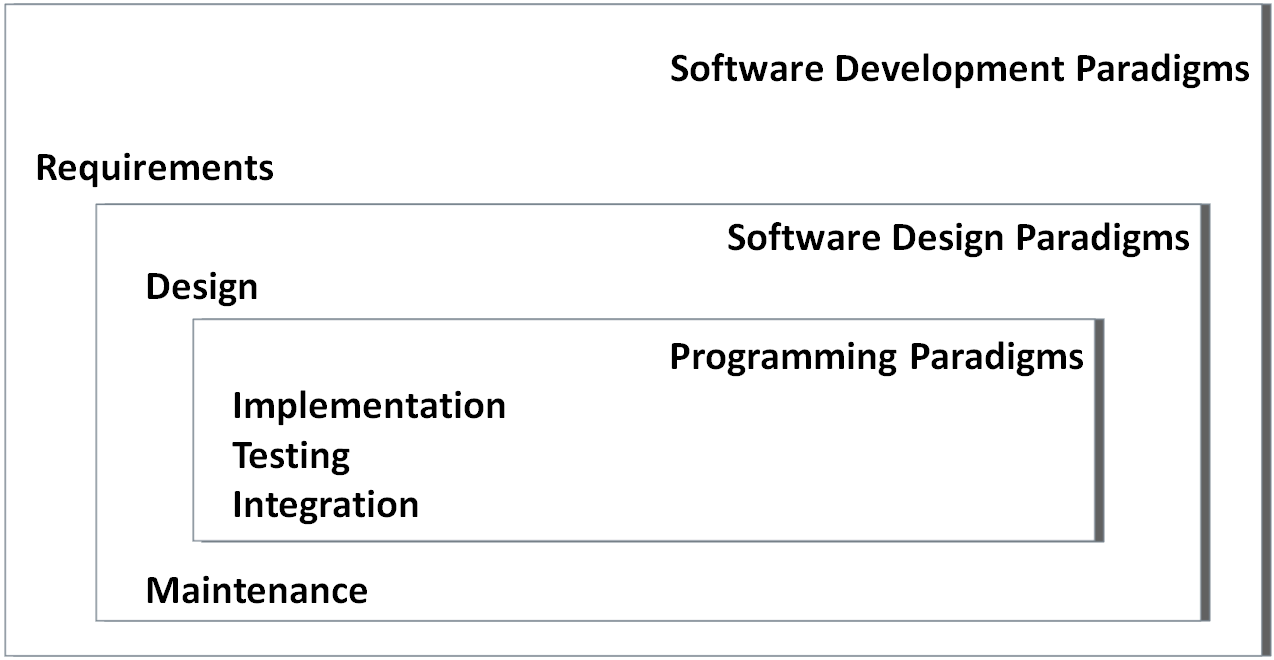 Software Development Paradigms
Requirements
Software Design Paradigms
Design
Programming Paradigms
Implementation
Testing
Integration
Maintenance